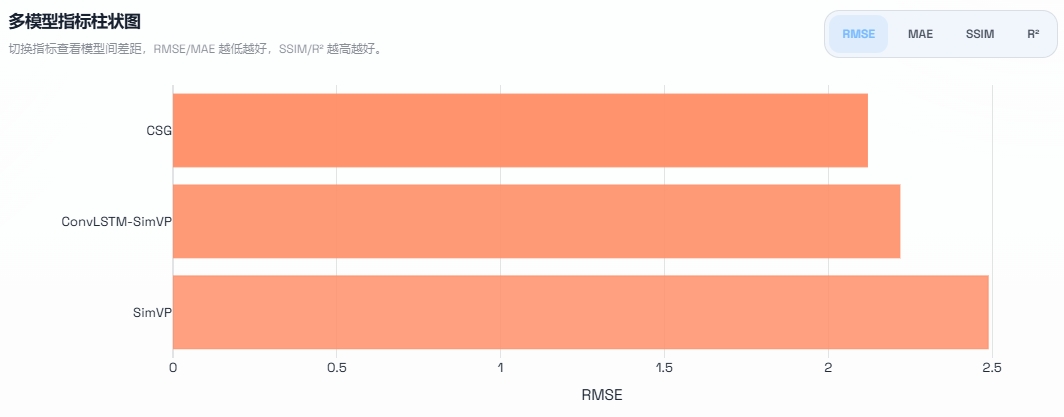 多模型指标柱状图
切换指标查看模型间差距，RMSE/MAE 越低越好，SSIM/R² 越高越好。
RMSE MAE SSIM R²
CSG
ConvLSTM-SimVP
SimVP
0 0.5 1 1.5 2 2.5
RMSE